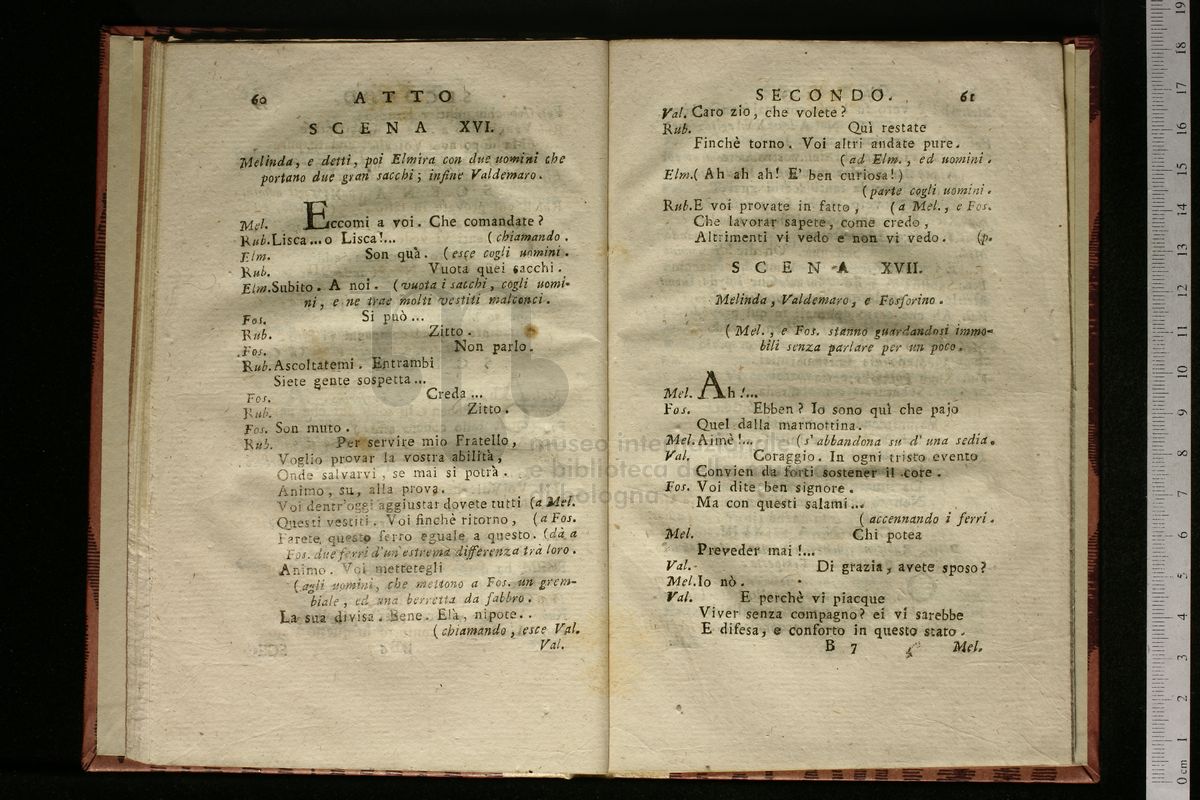 60 ATTO
SCENA XVI.
Melinda, e detti, poi Elmira con due uomini che
portano due gran sacchi; infine Valdemaro.
Mel. Eccomi a voi. Che comandate?
Rub. Lisca... o Lisca!... (chiamando.
Elm. Son quà. (esce cogli uomini.
Rub. Vuota quei sacchi.
Elm. Subito. A noi. (vuota i sacchi, cogli uomi-
ni, e ne trae molti vestiti malconci.
Fos. Si può...
Rub. Zitto.
Fos. Non parlo.
Rub. Ascoltatemi. Entrambi
Siete gente sospetta...
Fos. Creda...
Rub. Zitto.
Fos. Son muto.
Rub. Per servire mio Fratello,
Voglio provar la vostra abilità,
Onde salvarvi, se mai si potrà.
Animo, su, alla prova.
Voi dentr'oggi aggiustar dovete tutti (a Mel.
Questi vestiti. Voi finchè ritorno, (a Fos.
Farete questo ferro eguale a questo. (dà a
Fos. due ferri d'un'estrema differenza trà loro.
Animo. Voi mettetegli
(agli uomini, che mettono a Fos. un grem-
biale, ed una berretta da fabbro.
La sua divisa. Bene. Elà, nipote..
(chiamando, esce Val.
Val.
SECONDO. 61
Val. Caro zio, che volete?
Rub. Quì restate
Finchè torno. Voi altri andate pure.
(ad Elm., ed uomini.
Elm. (Ah ah ah! E' ben curiosa!)
(parte cogli uomini.
Rub. E voi provate in fatto, (a Mel., e Fos.
Che lavorar sapete, come credo,
Altrimenti vi vedo e non vi vedo. (p.
SCENA XVII.
Melinda, Valdemaro, e Fosforino.
(Mel., e Fos. stanno guardandosi immo-
bili senza parlare per un poco.
Mel. Ah!...
Fos. Ebben? Io sono quì che pajo
Quel dalla marmottina.
Mel. Aimè!... (s'abbandona su d'una sedia.
Val. Coraggio. In ogni tristo evento
Convien da forti sostener il core.
Fos. Voi dite ben signore.
Ma con questi salami...
(accennando i ferri.
Mel. Chi potea
Preveder mai!...
Val. Di grazia, avete sposo?
Mel. Io nò.
Val. E perchè vi piacque
Viver senza compagno? ei vi sarebbe
E difesa, e conforto in questo stato.
B 7 Mel.
museo internazionale
e biblioteca de
di bologna